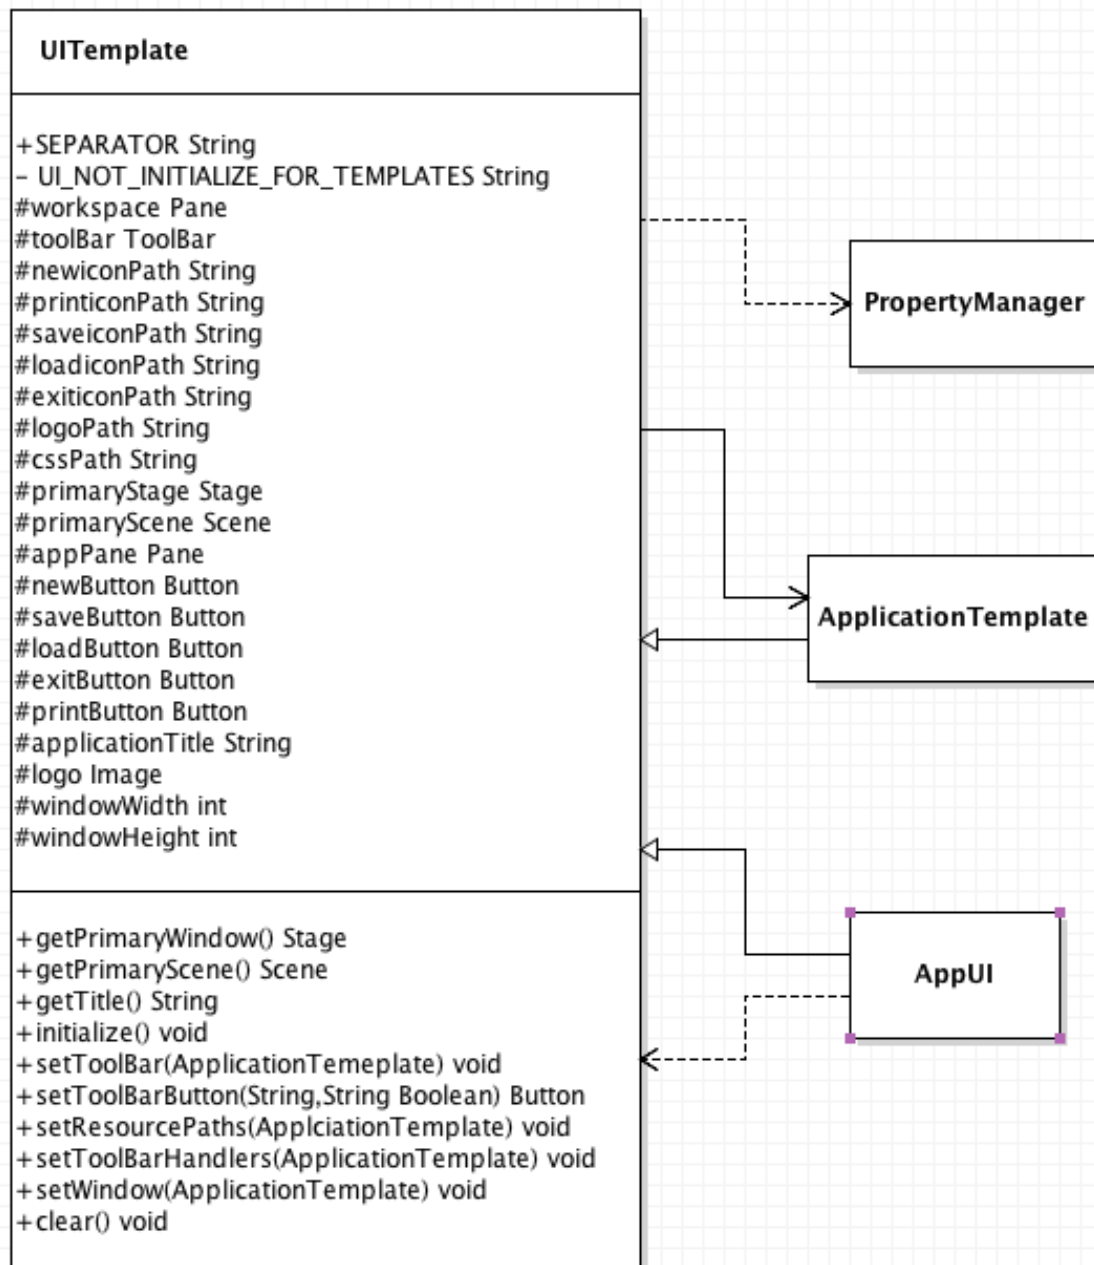 UITemplate
+SEPARATOR String
- UI_NOT_INITIALIZE_FOR_TEMPLATES String
#workspace Pane
#toolBar ToolBar
#newiconPath String
#printiconPath String
#saveiconPath String
#loadiconPath String
#exiticonPath String
#logoPath String
#cssPath String
#primaryStage Stage
#primaryScene Scene
#appPane Pane
#newButton Button
#saveButton Button
#loadButton Button
#exitButton Button
#printButton Button
#applicationTitle String
#logo Image
#windowWidth int
#windowHeight int
+getPrimaryWindow() Stage
+getPrimaryScene() Scene
+getTitle() String
+initialize() void
+setToolBar(ApplicationTemeplate) void
+setToolBarButton(String,String Boolean) Button
+setResourcePaths(ApplciationTemplate) void
+setToolBarHandlers(ApplicationTemplate) void
+setWindow(ApplicationTemplate) void
+clear() void
PropertyManager
ApplicationTemplate
AppUI